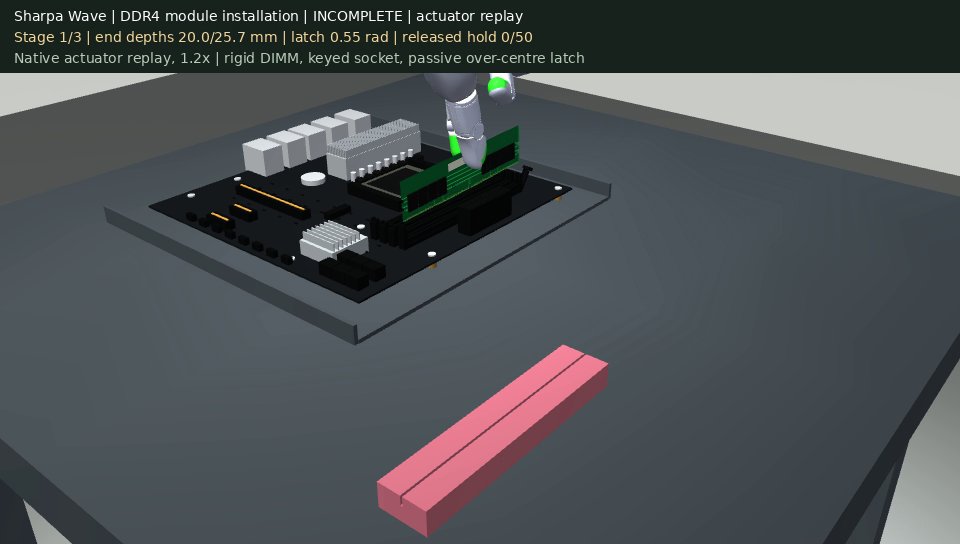 Sharpa Wave | DDR4 module installation | INCOMPLETE | actuator replay
Stage 1/3 | end depths 20.0/25.7 mm | latch 0.55 rad | released hold 0/50
Native actuator replay, 1.2x | rigid DIMM, keyed socket, passive over-centre latch